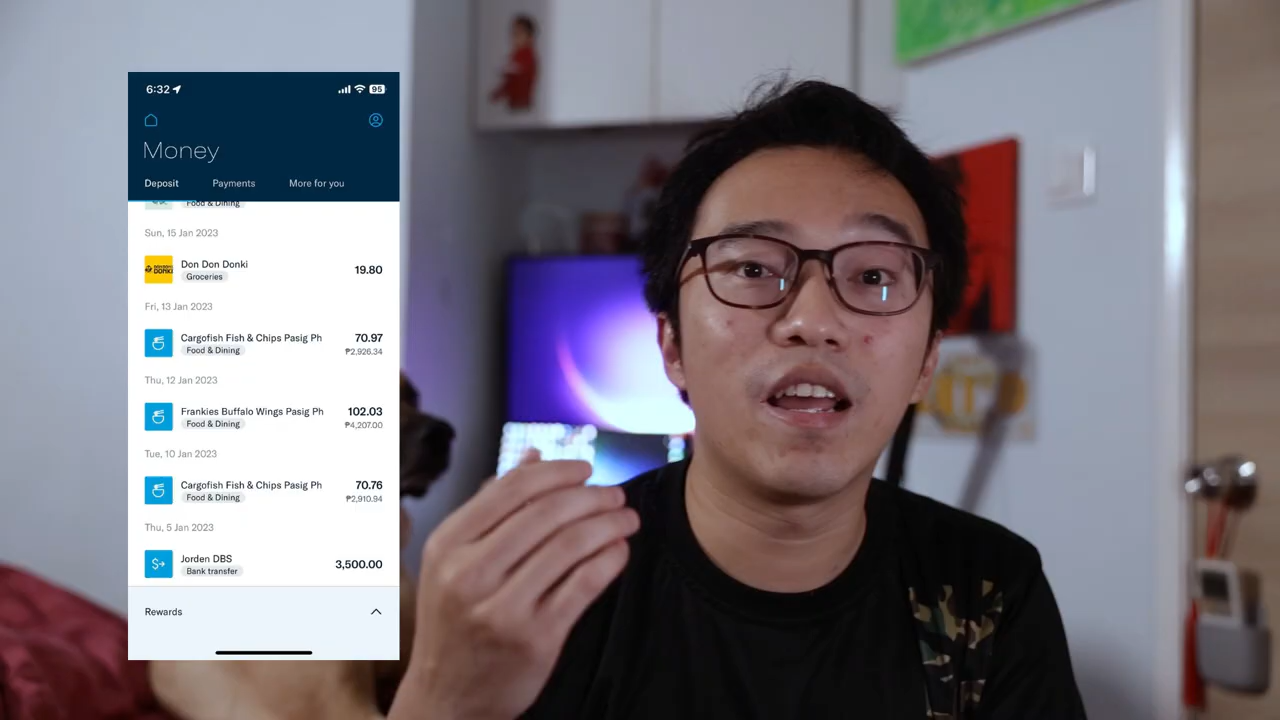 6:32
95
Money
Deposit Payments More for you
Food & Dining
Sun, 15 Jan 2023
DON DON DONKI
Don Don Donki 19.80
Groceries
Fri, 13 Jan 2023
Cargofish Fish & Chips Pasig Ph 70.97
Food & Dining ₱2,926.34
Thu, 12 Jan 2023
Frankies Buffalo Wings Pasig Ph 102.03
Food & Dining ₱4,207.00
Tue, 10 Jan 2023
Cargofish Fish & Chips Pasig Ph 70.76
Food & Dining ₱2,910.94
Thu, 5 Jan 2023
Jorden DBS 3,500.00
Bank transfer
Rewards